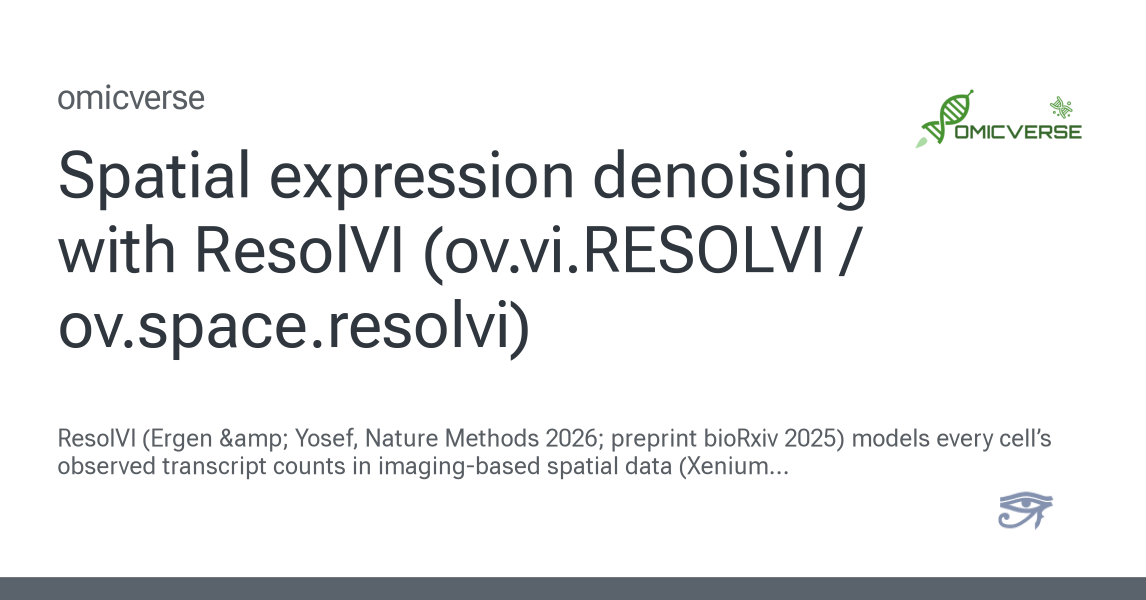 omicverse
OMICVERSE
Spatial expression denoising
with ResolVI (ov.vi.RESOLVI /
ov.space.resolvi)
ResolVI (Ergen &amp; Yosef, Nature Methods 2026; preprint bioRxiv 2025) models every cell’s
observed transcript counts in imaging-based spatial data (Xenium…